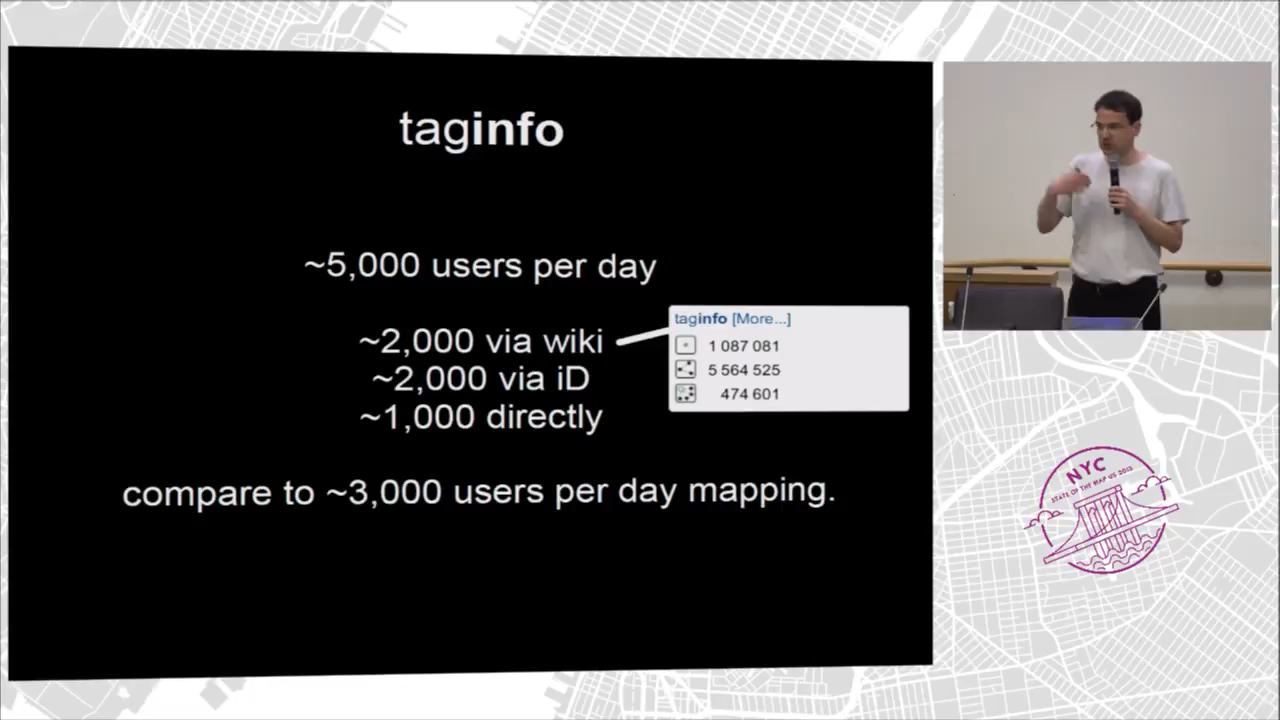 taginfo
~5,000 users per day
~2,000 via wiki
~2,000 via iD
~1,000 directly
taginfo [More...]
1 087 081
5 564 525
474 601
compare to ~3,000 users per day mapping.
NYC
STATE OF THE MAP US 2015